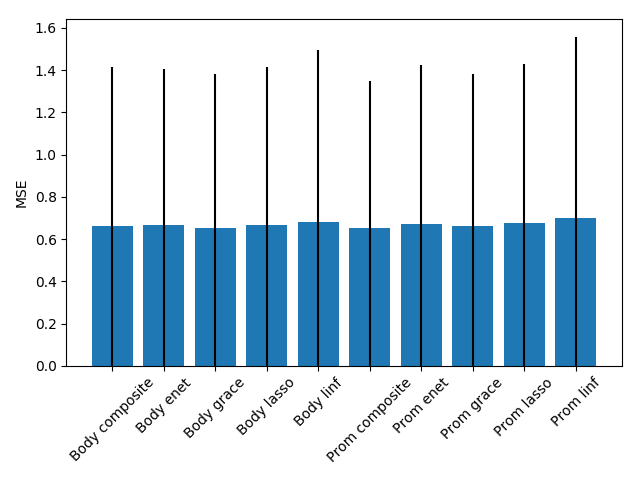 1.6
1.4
1.2
1.0
0.8
0.6
0.4
0.2
0.0
MSE
Body composite
Body enet
Body grace
Body lasso
Body linf
Prom composite
Prom enet
Prom grace
Prom lasso
Prom linf